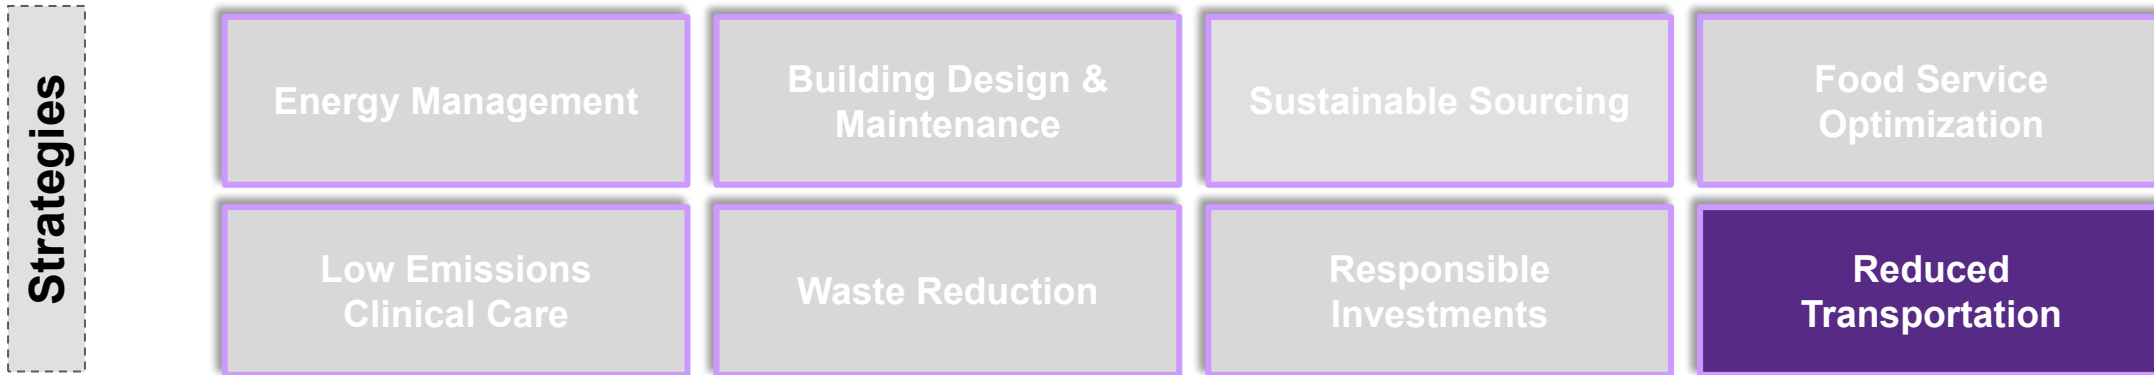 Strategies
Energy Management
Building Design &
Maintenance
Sustainable Sourcing
Food Service
Optimization
Low Emissions
Clinical Care
Waste Reduction
Responsible
Investments
Reduced
Transportation